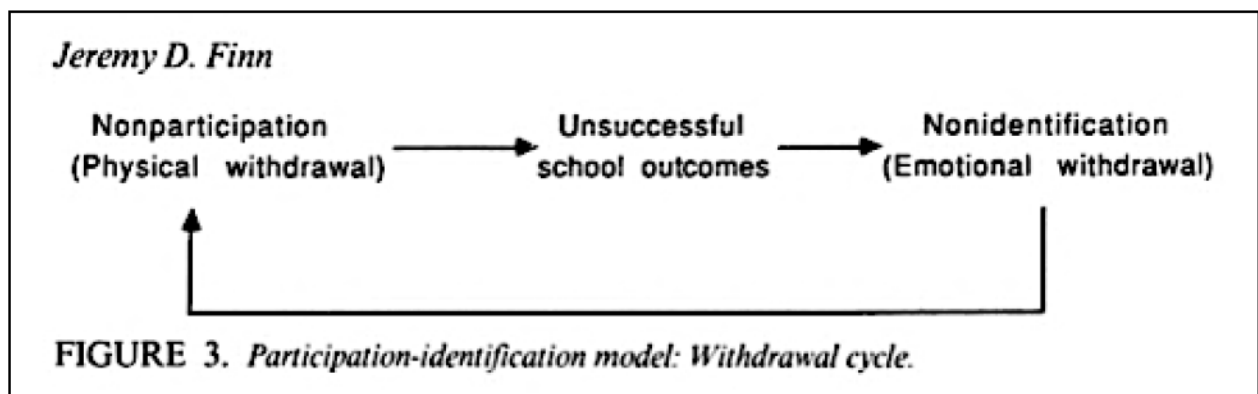 Jeremy D. Finn
Nonparticipation
(Physical withdrawal)
Unsuccessful
school outcomes
Nonidentification
(Emotional withdrawal)
FIGURE 3. Participation-identification model: Withdrawal cycle.